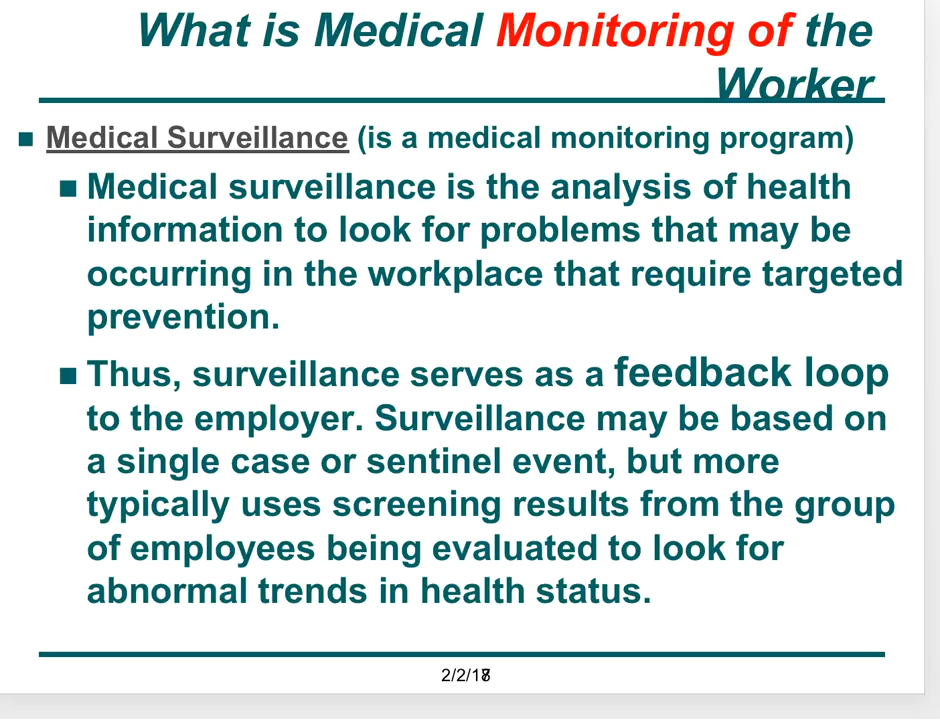 What is Medical Monitoring of the
Worker
Medical Surveillance (is a medical monitoring program)
Medical surveillance is the analysis of health
information to look for problems that may be
occurring in the workplace that require targeted
prevention.
Thus, surveillance serves as a feedback loop
to the employer. Surveillance may be based on
a single case or sentinel event, but more
typically uses screening results from the group
of employees being evaluated to look for
abnormal trends in health status.